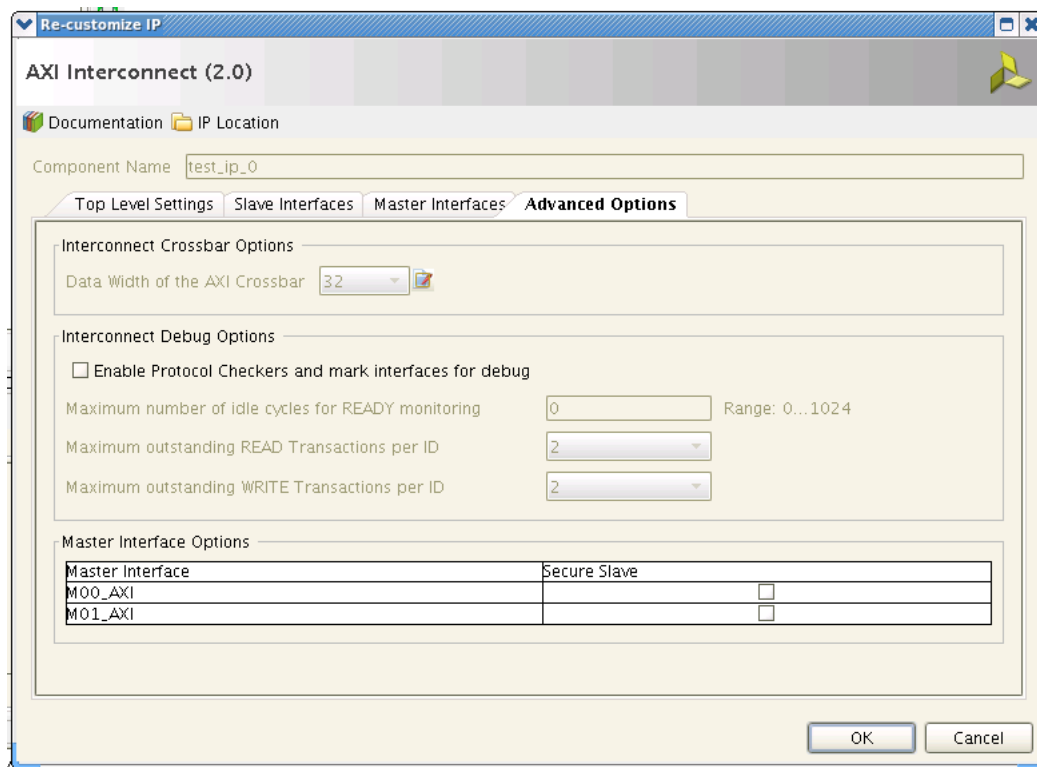 Re-customize IP
AXI Interconnect (2.0)
Documentation IP Location
Component Name test_ip_0
Top Level Settings Slave Interfaces Master Interfaces Advanced Options
Interconnect Crossbar Options
Data Width of the AXI Crossbar 32
Interconnect Debug Options
Enable Protocol Checkers and mark interfaces for debug
Maximum number of idle cycles for READY monitoring 0 Range: 0...1024
Maximum outstanding READ Transactions per ID 2
Maximum outstanding WRITE Transactions per ID 2
Master Interface Options
Master Interface Secure Slave
M00_AXI
M01_AXI
OK Cancel